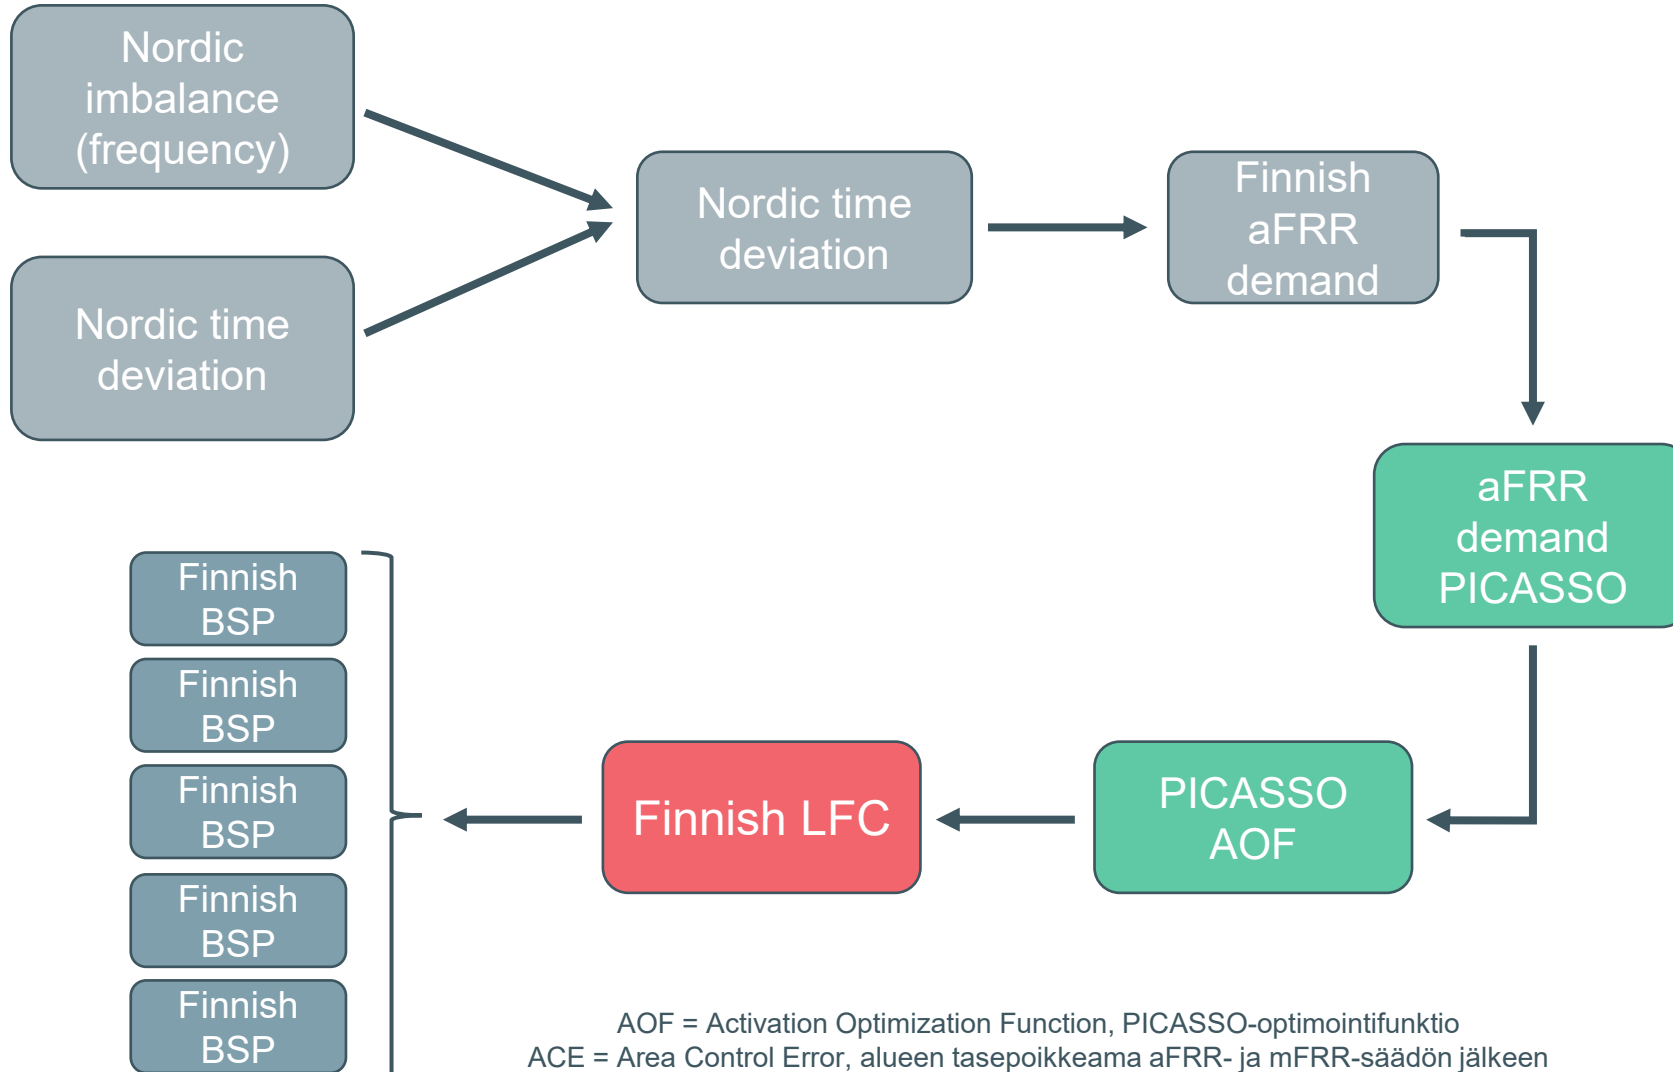 Nordic
imbalance
(frequency)
Nordic time
deviation
Nordic time
deviation
Finnish
aFRR
demand
aFRR
demand
PICASSO
PICASSO
AOF
Finnish LFC
Finnish
BSP
Finnish
BSP
Finnish
BSP
Finnish
BSP
Finnish
BSP
AOF = Activation Optimization Function, PICASSO-optimointifunktio
ACE = Area Control Error, alueen tasepoikkeama aFRR- ja mFRR-säädön jälkeen